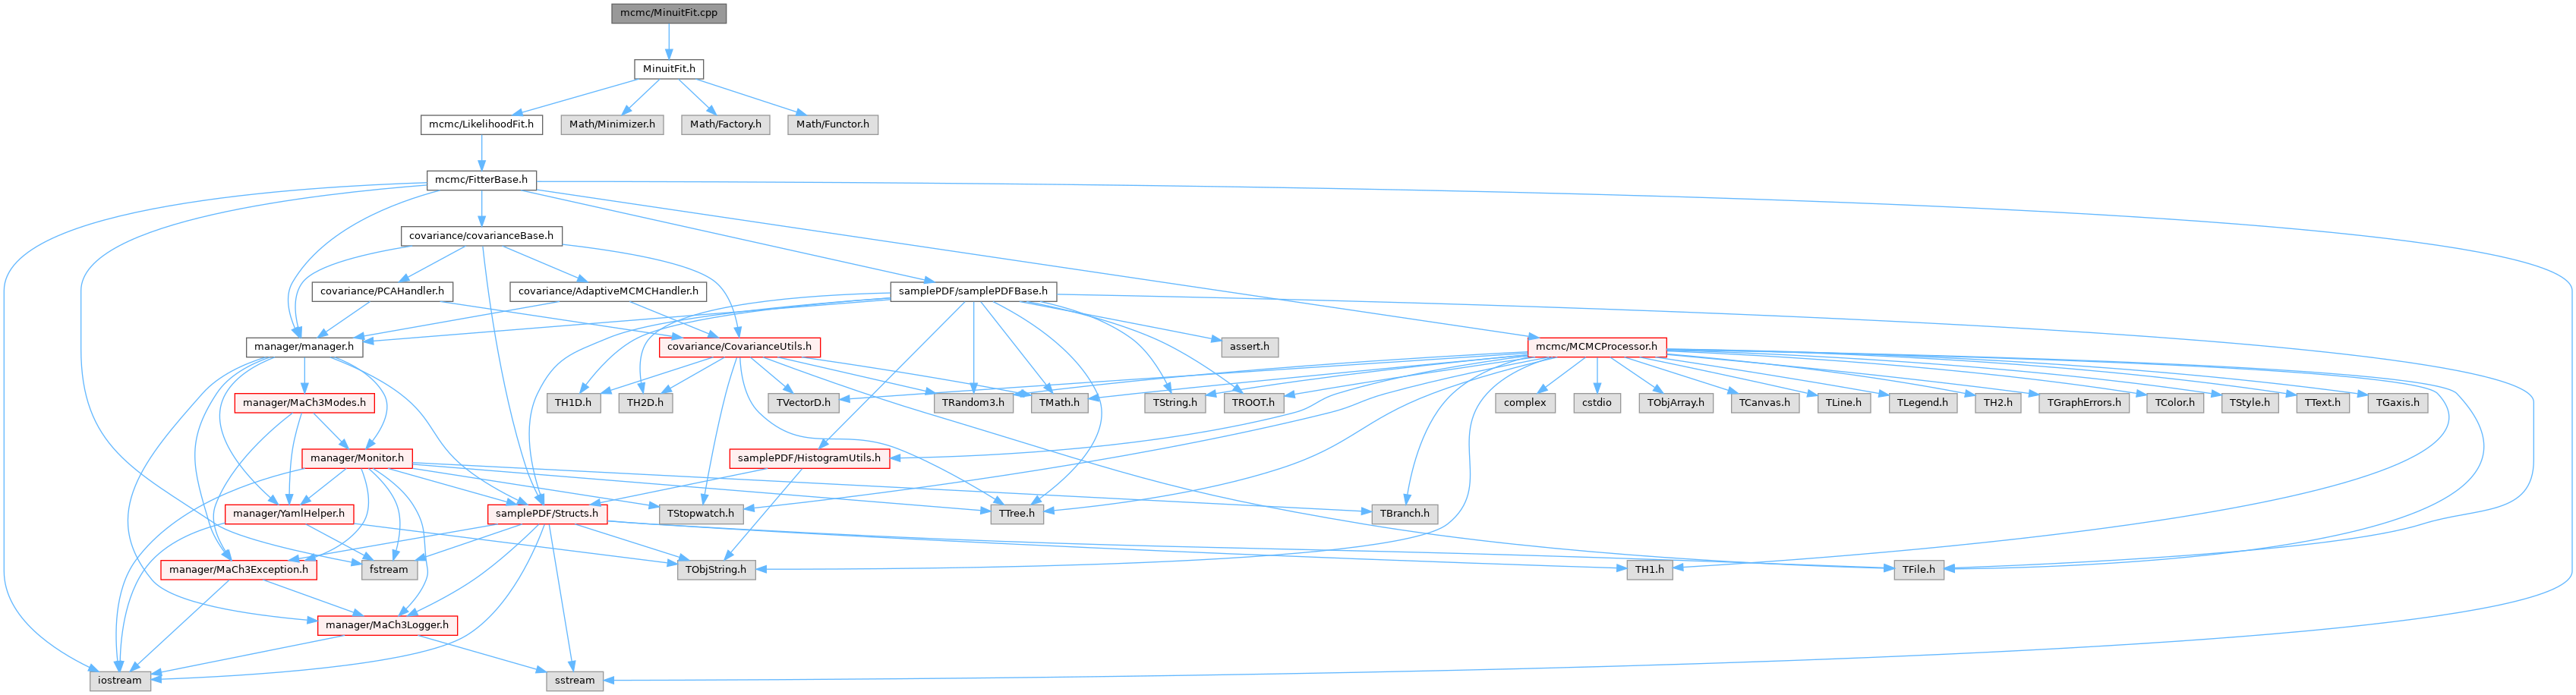 mcmc/MinuitFit.cpp
MinuitFit.h
mcmc/LikelihoodFit.h
Math/Minimizer.h
Math/Factory.h
Math/Functor.h
mcmc/FitterBase.h
covariance/covarianceBase.h
covariance/PCAHandler.h
covariance/AdaptiveMCMCHandler.h
samplePDF/samplePDFBase.h
manager/manager.h
covariance/CovarianceUtils.h
assert.h
mcmc/MCMCProcessor.h
manager/MaCh3Modes.h
TH1D.h
TH2D.h
TVectorD.h
TRandom3.h
TMath.h
TString.h
TROOT.h
complex
cstdio
TObjArray.h
TCanvas.h
TLine.h
TLegend.h
TH2.h
TGraphErrors.h
TColor.h
TStyle.h
TText.h
TGaxis.h
manager/Monitor.h
samplePDF/HistogramUtils.h
manager/YamlHelper.h
samplePDF/Structs.h
TStopwatch.h
TTree.h
TBranch.h
manager/MaCh3Exception.h
fstream
TObjString.h
TH1.h
TFile.h
manager/MaCh3Logger.h
iostream
sstream